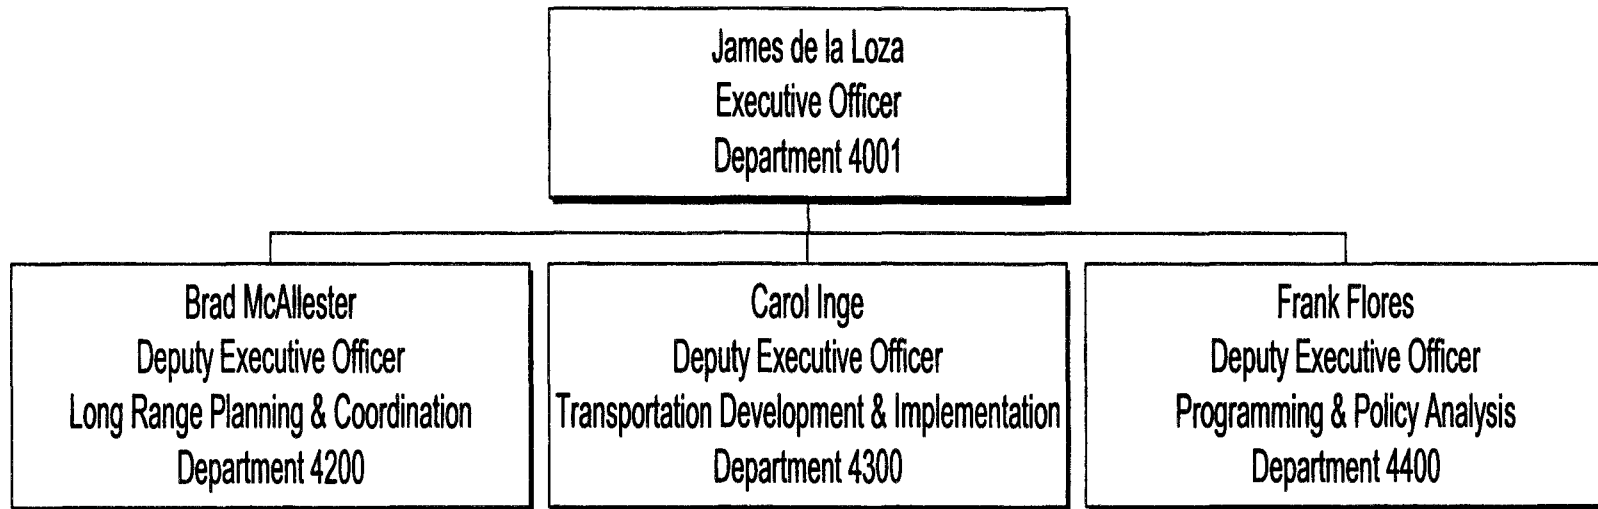 James de la Loza
Executive Officer
Department 4001
Brad McAllester
Deputy Executive Officer
Long Range Planning & Coordination
Department 4200
Carol Inge
Deputy Executive Officer
Transportation Development & Implementation
Department 4300
Frank Flores
Deputy Executive Officer
Programming & Policy Analysis
Department 4400